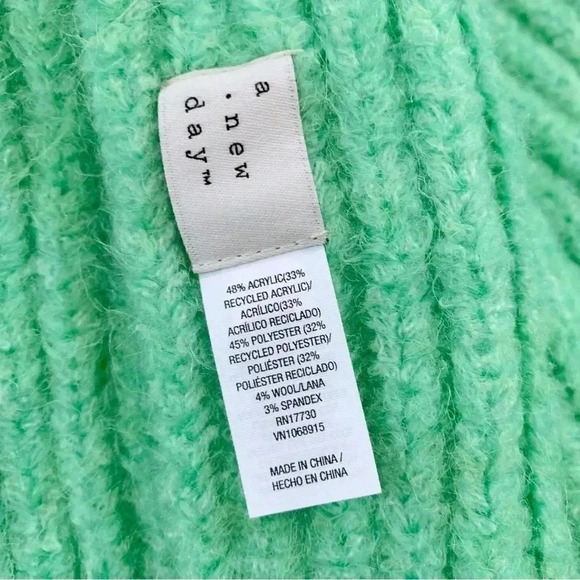 a
• new
day™
48% ACRYLIC(33%
RECYCLED ACRYLIC)/
ACRÍLICO(33%
ACRÍLICO RECICLADO)
45% POLYESTER (32%
RECYCLED POLYESTER)/
POLIÉSTER (32%
POLIÉSTER RECICLADO)
4% WOOL/LANA
3% SPANDEX
RN17730
VN1068915
MADE IN CHINA /
HECHO EN CHINA